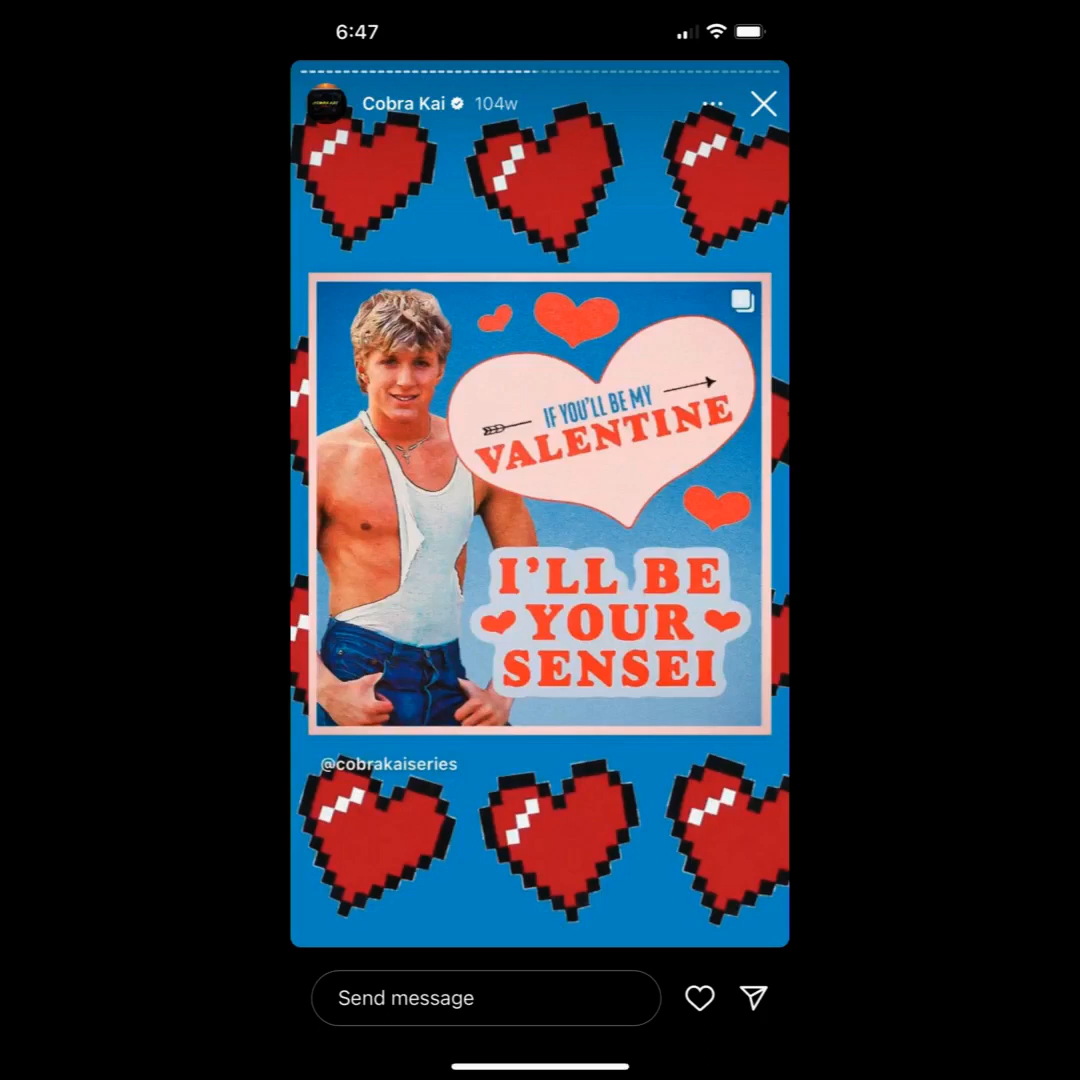 6:47
Cobra Kai 104w
IF YOU'LL BE MY
VALENTINE
I'LL BE
YOUR
SENSEI
@cobrakaiseries
Send message